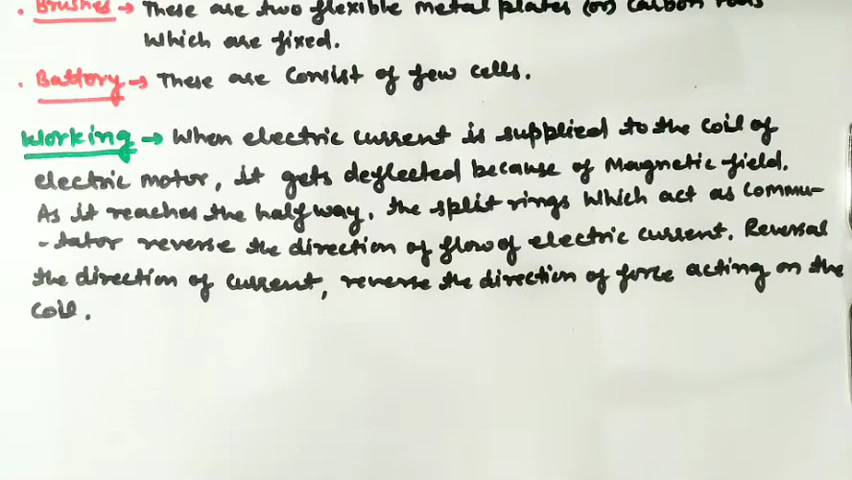 . Brushes → These are two flexible metal plates (or) carbon rods
which are fixed.
. Battory → These are consist of few cells.
Working → When electric current is supplied to the coil of
electric motor, it gets deflected because of Magnetic field.
As it reaches the half way, the split rings which act as commu-
-tator reverse the direction of flow of electric current. Reversal
the direction of current, reverse the direction of force acting on the
coil.